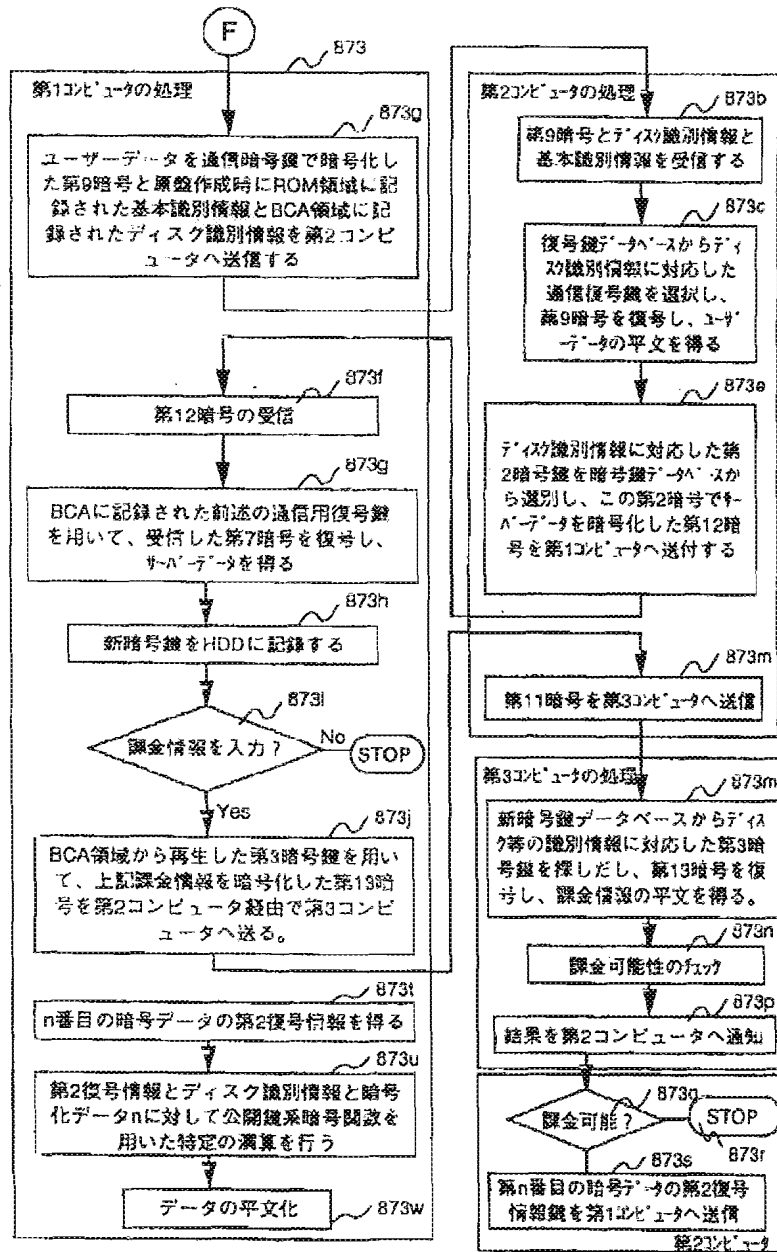 F
873
第1コンピュータの処理
873g
ユーザーデータを通信暗号鍵で暗号化し
た第9暗号と原盤作成時にROM領域に記
録された基本識別情報とBCA領域に記
録されたディスク識別情報を第2コンピ
ュータへ送信する
873f
第12暗号の受信
873g
BCAに記録された前述の通信用復号鍵
を用いて、受信した第7暗号を復号し、
サーバーデータを得る
873h
新暗号鍵をHDDに記録する
873i
課金情報を入力?
No
STOP
Yes
873j
BCA領域から再生した第3暗号鍵を用い
て、上記課金情報を暗号化した第13暗
号を第2コンピュータ経由で第3コンピ
ュータへ送る。
873t
n番目の暗号データの第2復号情報を得る
873u
第2復号情報とディスク識別情報と暗号
化データnに対して公開鍵系暗号関数を
用いた特定の演算を行う
データの平文化
873w
第2コンピュータの処理
873b
第9暗号とディスク識別情報と
基本識別情報を受信する
873c
復号鍵データベースからディ
スク識別情報に対応した
通信復号鍵を選択し、
第9暗号を復号し、ユーザ
ーデータの平文を得る
873e
ディスク識別情報に対応した第
2暗号鍵を暗号鍵データベースか
ら選別し、この第2暗号でサー
バーデータを暗号化した第12暗
号を第1コンピュータへ送付する
873m
第11暗号を第3コンピュータへ送信
第3コンピュータの処理
873m
新暗号鍵データベースからディス
ク等の識別情報に対応した第3暗
号鍵を探しだし、第13暗号を復
号し、課金情報の平文を得る。
873n
課金可能性のチェック
873p
結果を第2コンピュータへ通知
873q
課金可能?
STOP
873r
873s
第n番目の暗号データの第2復号
情報鍵を第1コンピュータへ送信
第2コンピュータ